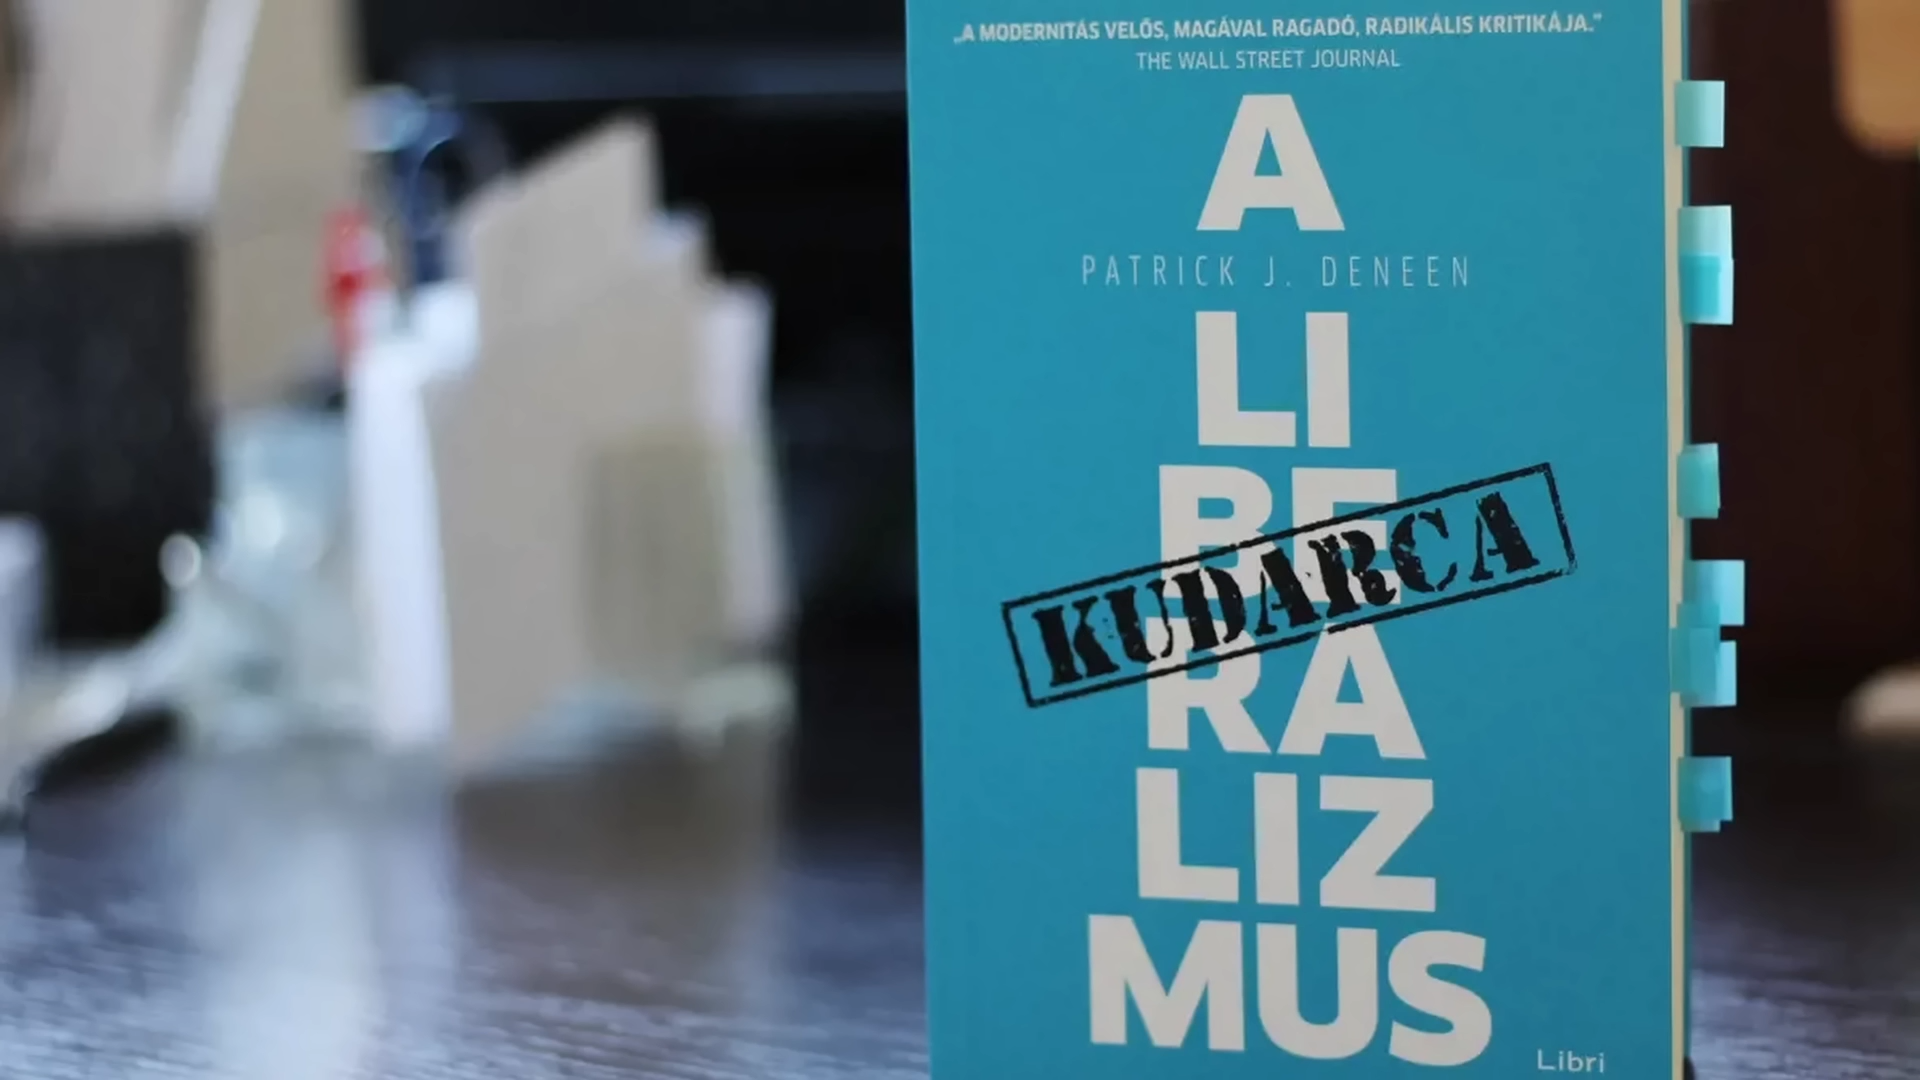 „A MODERNITÁS VELŐS, MAGÁVAL RAGADÓ, RADIKÁLIS KRITIKÁJA.”
THE WALL STREET JOURNAL
A
PATRICK J. DENEEN
LI
BE
KUDARCA
RA
LIZ
MUS
Libri